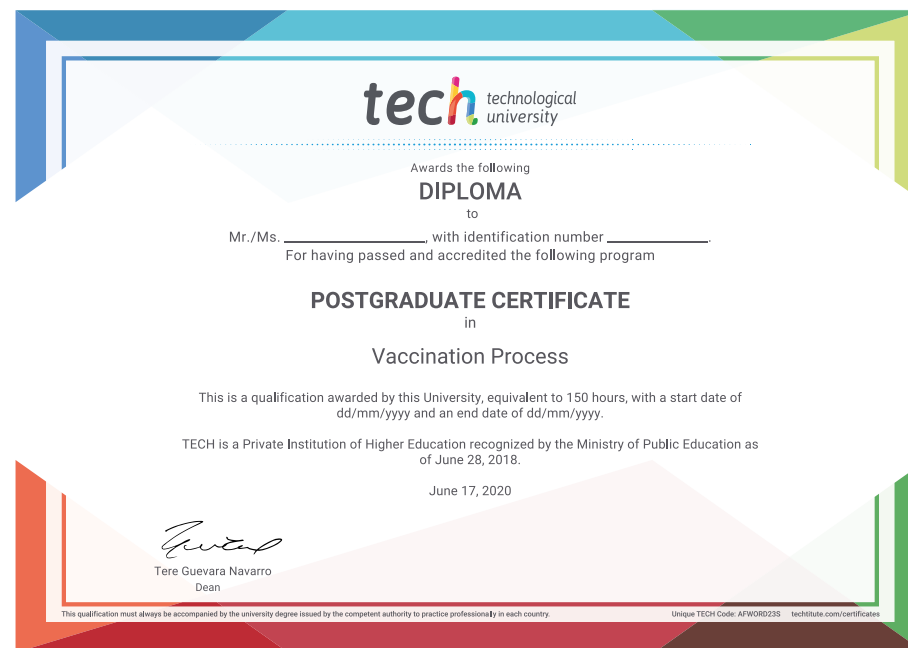 tech technological
university
Awards the following
DIPLOMA
to
Mr./Ms. ____________________, with identification number ______________.
For having passed and accredited the following program
POSTGRADUATE CERTIFICATE
in
Vaccination Process
This is a qualification awarded by this University, equivalent to 150 hours, with a start date of
dd/mm/yyyy and an end date of dd/mm/yyyy.
TECH is a Private Institution of Higher Education recognized by the Ministry of Public Education as
of June 28, 2018.
June 17, 2020
Tere Guevara Navarro
Dean
This qualification must always be accompanied by the university degree issued by the competent authority to practice professionally in each country. Unique TECH Code: AFWORD23S techtitute.com/certificates